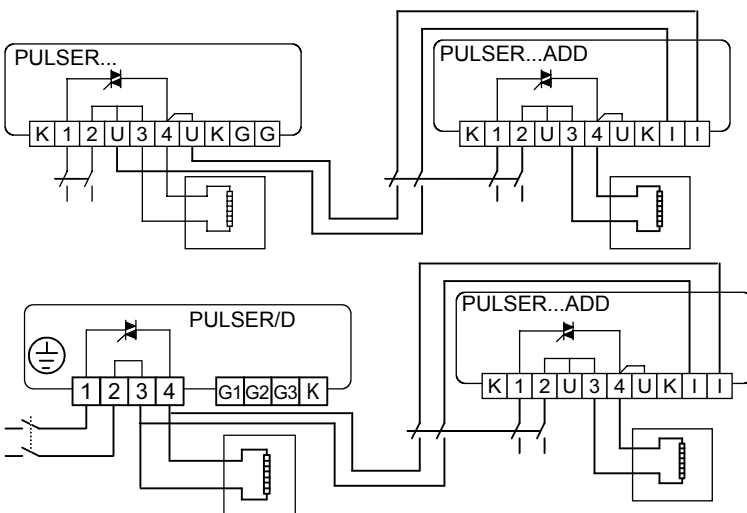 PULSER...
PULSER...ADD
K 1 2 U 3 4 U K G G
K 1 2 U 3 4 U K I I
PULSER/D
PULSER...ADD
1 2 3 4
G1 G2 G3 K
K 1 2 U 3 4 U K I I